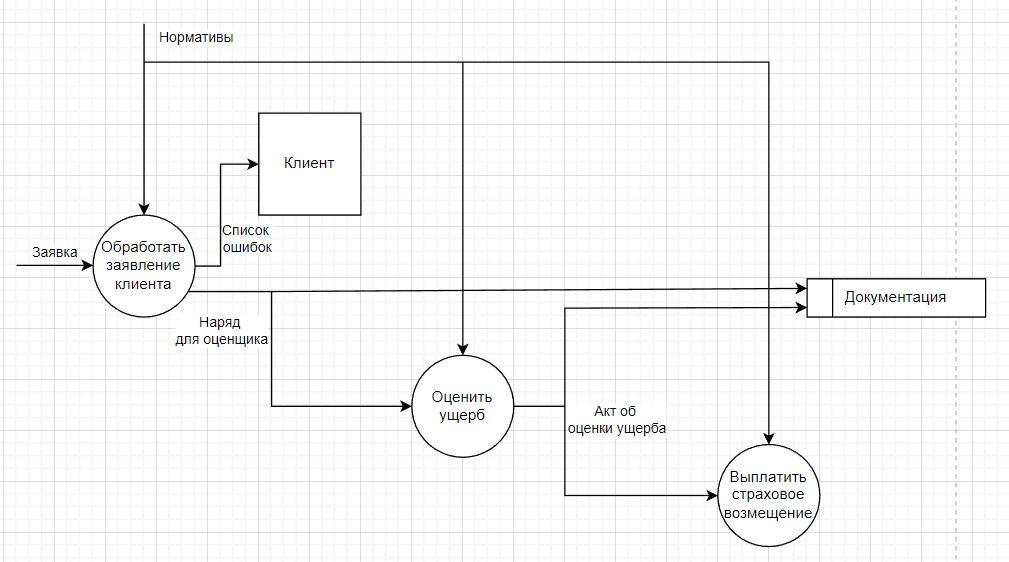 Нормативы
Клиент
Список
ошибок
Заявка
Обработать
заявление
клиента
Документация
Наряд
для оценщика
Оценить
ущерб
Акт об
оценки ущерба
Выплатить
страховое
возмещение